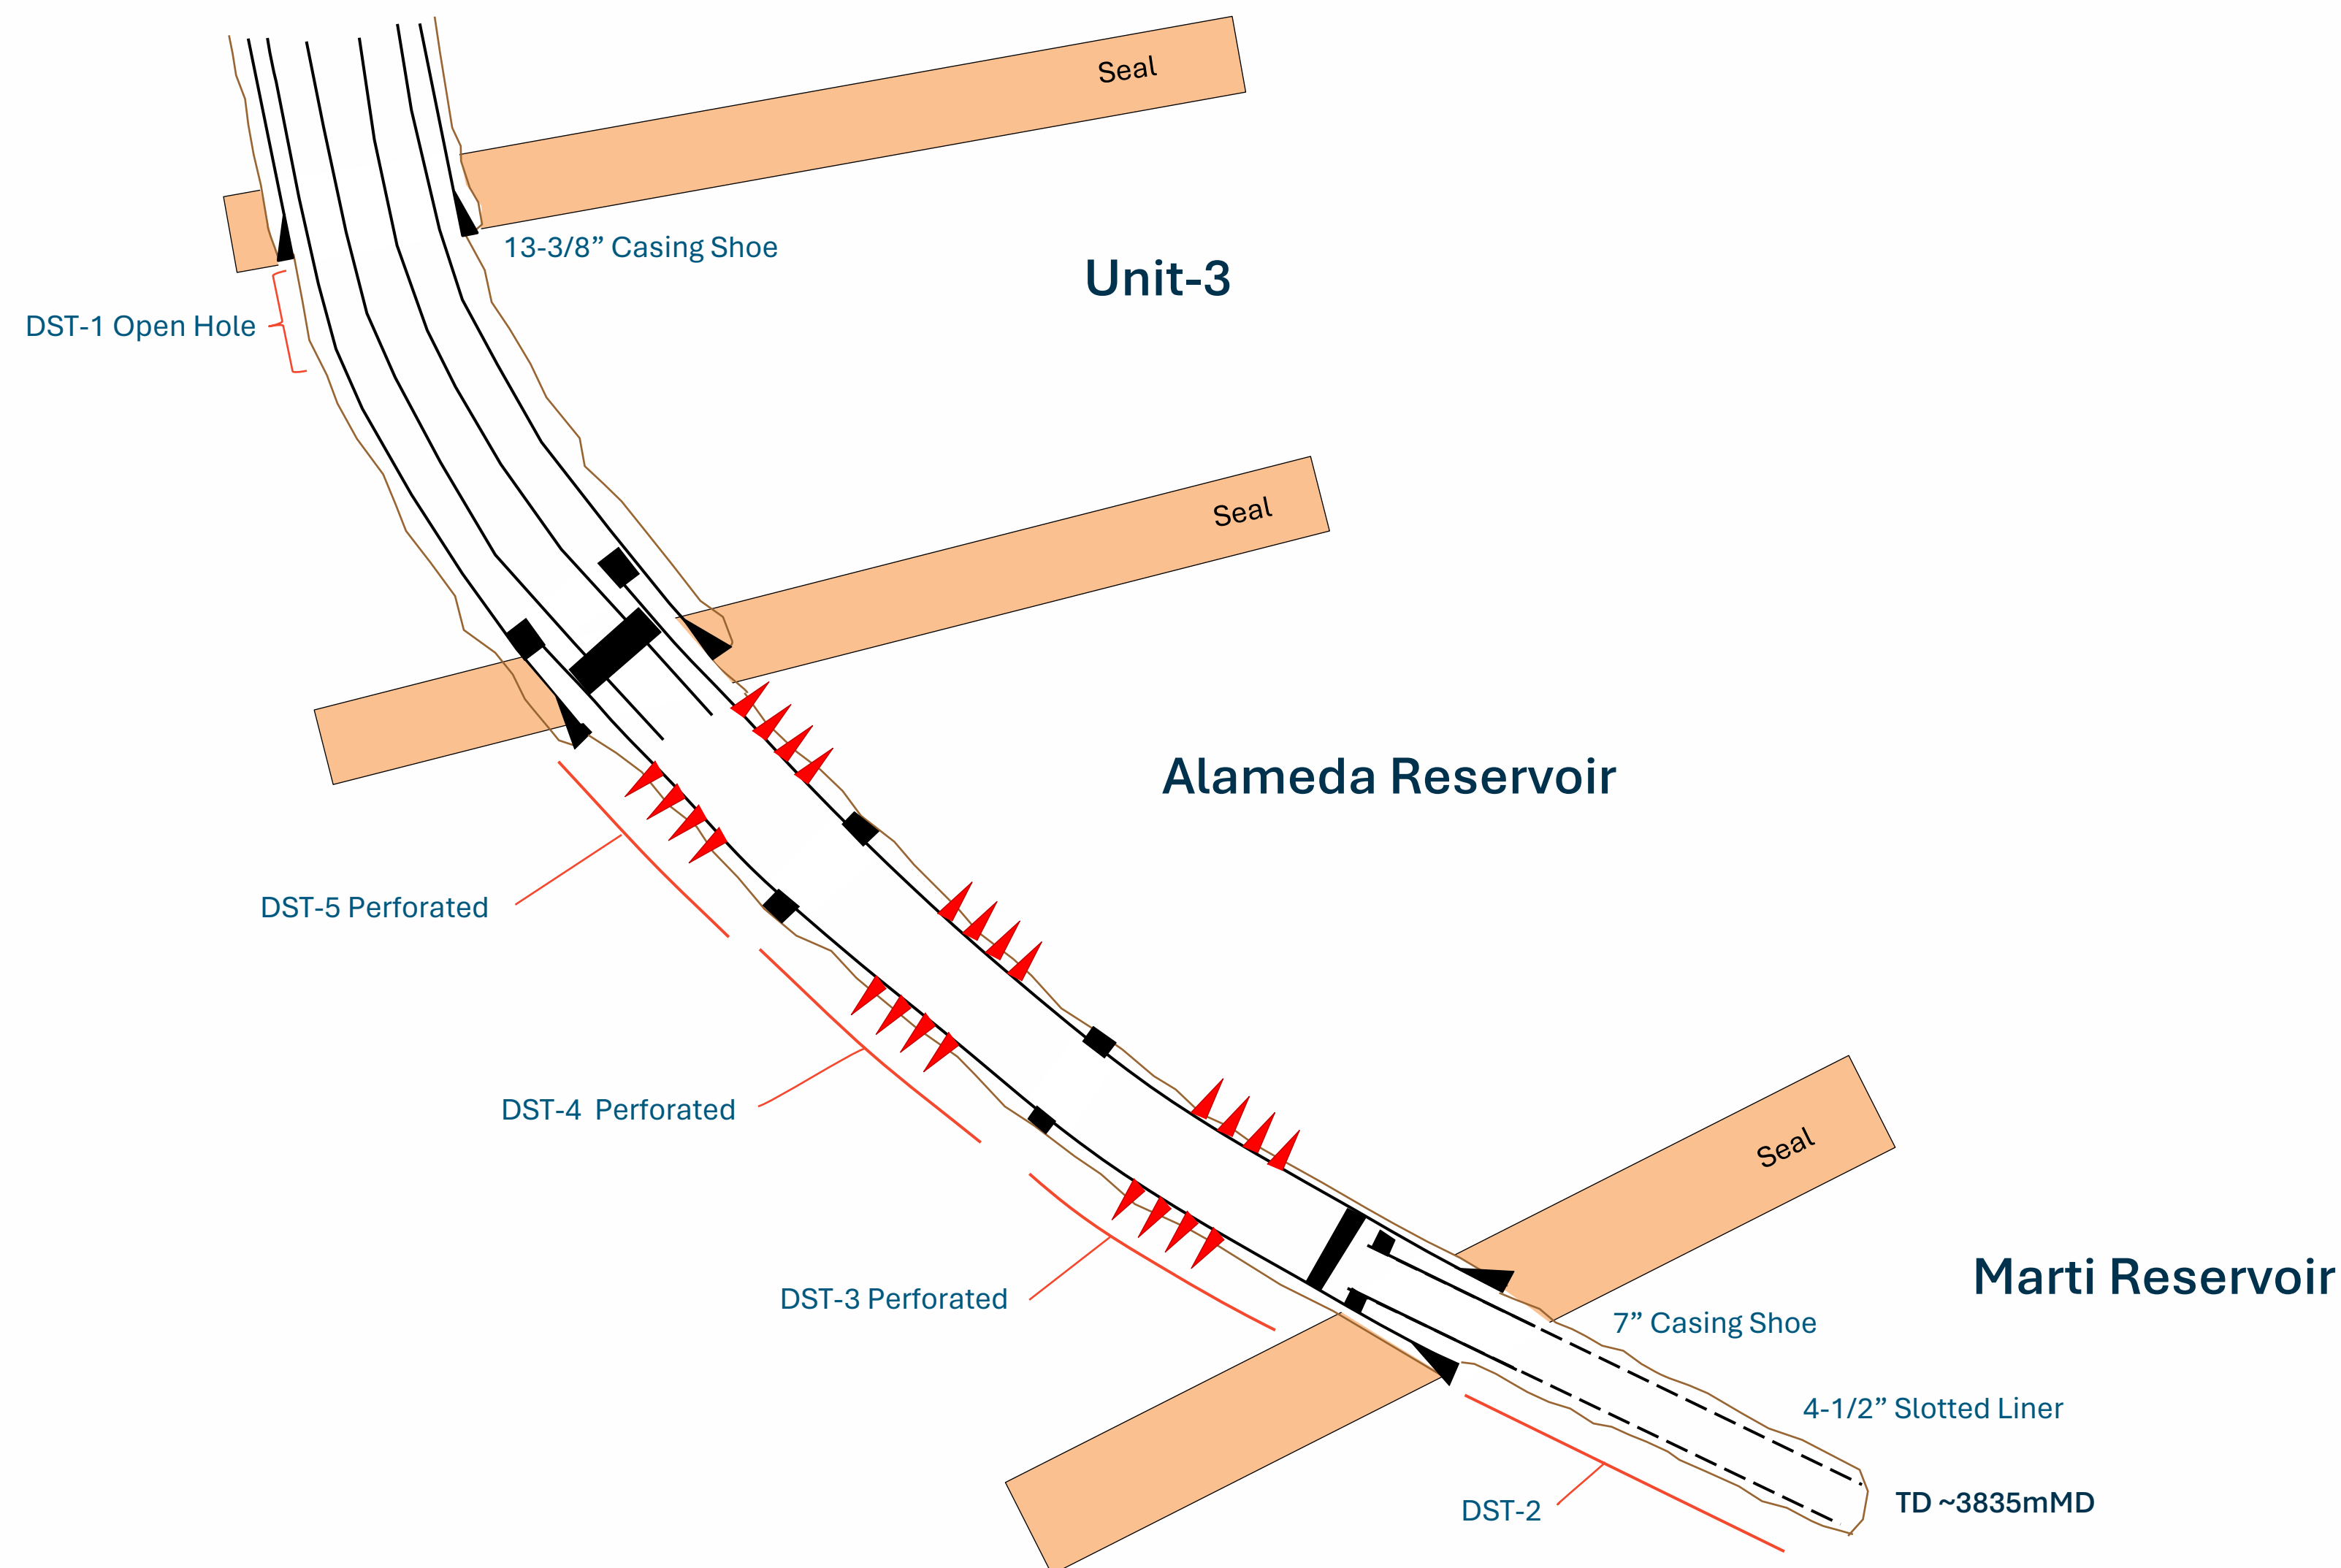 Seal
13-3/8” Casing Shoe
Unit-3
DST-1 Open Hole
Seal
Alameda Reservoir
DST-5 Perforated
DST-4  Perforated
Seal
Marti Reservoir
DST-3 Perforated
7” Casing Shoe
4-1/2” Slotted Liner
TD ~3835mMD
DST-2